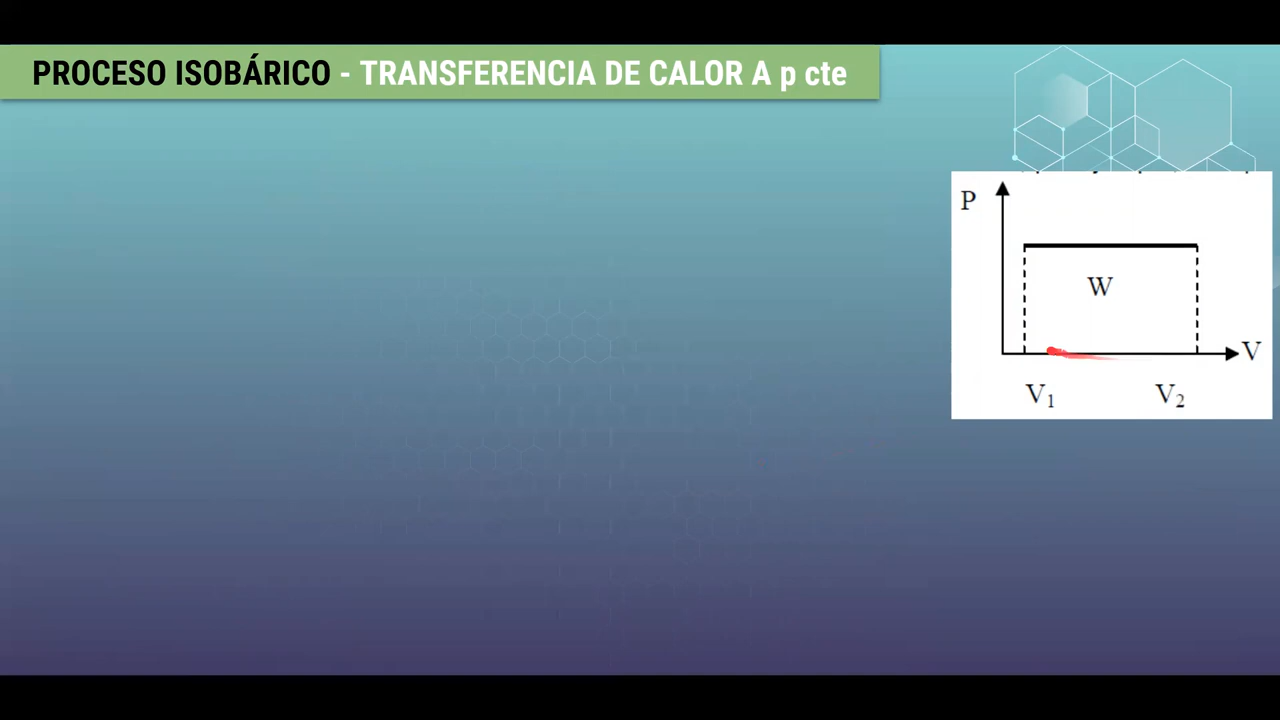 PROCESO ISOBÁRICO - TRANSFERENCIA DE CALOR A p cte
P
W
V
V₁ V₂